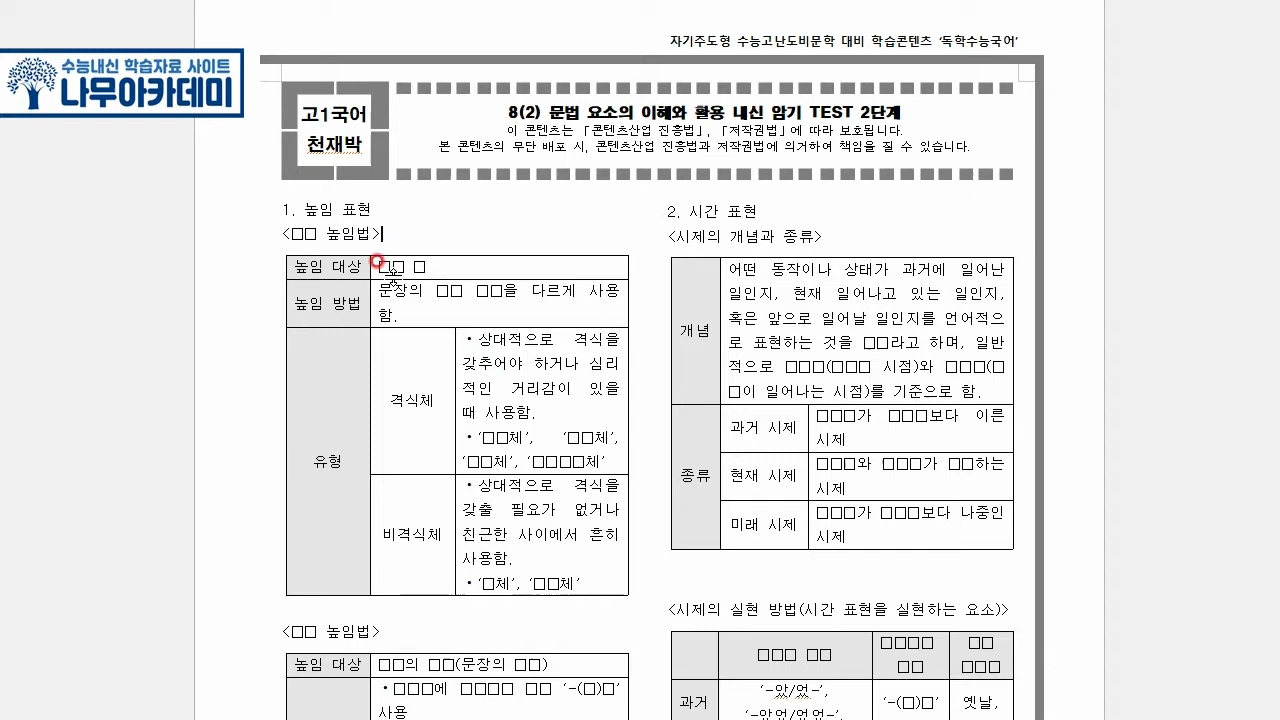 자기주도형 수능고난도비문학 대비 학습콘텐츠 '독학수능국어'
수능내신 학습자료 사이트
나무아카데미
고1국어
천재박
8(2) 문법 요소의 이해와 활용 내신 암기 TEST 2단계
이 콘텐츠는 「콘텐츠산업 진흥법」, 「저작권법」에 따라 보호됩니다.
본 콘텐츠의 무단 배포 시, 콘텐츠산업 진흥법과 저작권법에 의거하여 책임을 질 수 있습니다.
1. 높임 표현
<□□ 높임법>
높임 대상
□□ □
높임 방법
문장의 □□ □□을 다르게 사용
함.
유형
격식체
•상대적으로 격식을
갖추어야 하거나 심리
적인 거리감이 있을
때 사용함.
•'□□체', '□□체',
'□□체', '□□□□체'
비격식체
•상대적으로 격식을
갖출 필요가 없거나
친근한 사이에서 흔히
사용함.
•'□체', '□□체'
<□□ 높임법>
높임 대상
□□의 □□(문장의 □□)
•□□□에 □□□□ □□ '-(□)□'
사용
2. 시간 표현
<시제의 개념과 종류>
개념
어떤 동작이나 상태가 과거에 일어난
일인지, 현재 일어나고 있는 일인지,
혹은 앞으로 일어날 일인지를 언어적으
로 표현하는 것을 □□라고 하며, 일반
적으로 □□□(□□□ 시점)와 □□□(□
□이 일어나는 시점)를 기준으로 함.
종류
과거 시제
□□□가 □□□보다 이른
시제
현재 시제
□□□와 □□□가 □□하는
시제
미래 시제
□□□가 □□□보다 나중인
시제
<시제의 실현 방법(시간 표현을 실현하는 요소)>
□□□ □□
□□□□
□□
□□
□□□
과거
'-았/었-',
'-았었/었었-',
'-(□)□'
옛날,